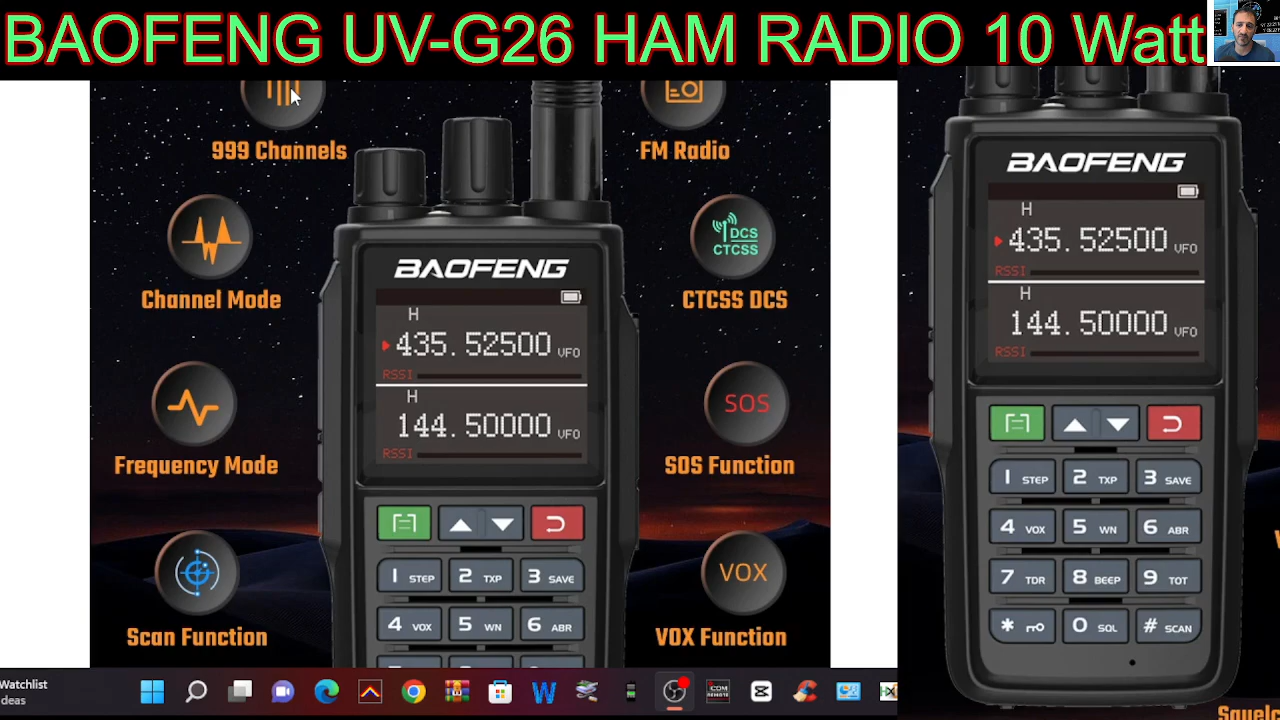 BAOFENG UV-G26 HAM RADIO 10 Watt
999 Channels
FM Radio
Channel Mode
DCS
CTCSS
CTCSS DCS
Frequency Mode
SOS
SOS Function
Scan Function
VOX
VOX Function
BAOFENG
H
435.52500 VFO
RSSI
H
144.50000 VFO
RSSI
1 STEP 2 TXP 3 SAVE
4 VOX 5 WN 6 ABR
BAOFENG
H
435.52500 VFO
RSSI
H
144.50000 VFO
RSSI
1 STEP 2 TXP 3 SAVE
4 VOX 5 WN 6 ABR
7 TDR 8 BEEP 9 TOT
* 0 SQL # SCAN
Watchlist
deas
W
ICOM
REMOTE